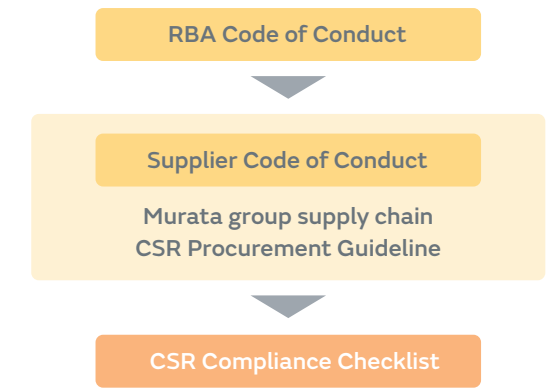 RBA Code of Conduct
Supplier Code of Conduct
Murata group supply chain
CSR Procurement Guideline
CSR Compliance Checklist